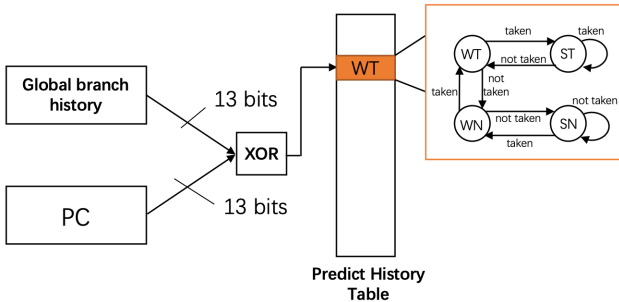 Global branch
history
13 bits
PC
13 bits
XOR
WT
Predict History
Table
taken
taken
WT
ST
not taken
taken
not
taken
not taken
not taken
WN
SN
taken